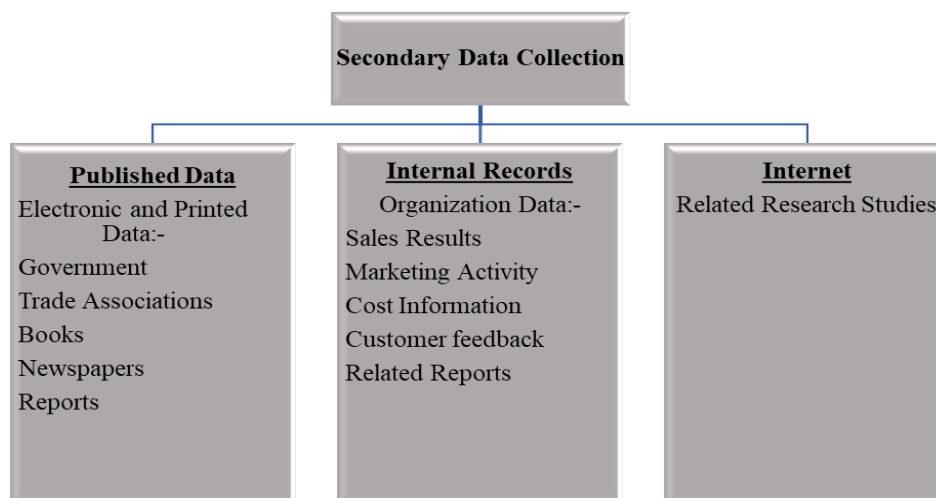 Secondary Data Collection
Published Data
Electronic and Printed
Data:-
Government
Trade Associations
Books
Newspapers
Reports
Internal Records
Organization Data:-
Sales Results
Marketing Activity
Cost Information
Customer feedback
Related Reports
Internet
Related Research Studies